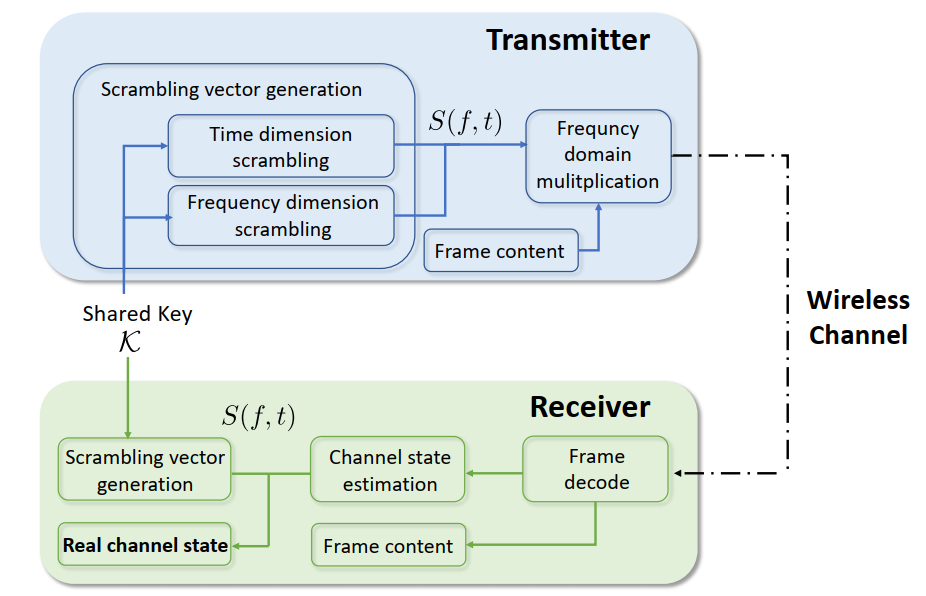 Transmitter
Scrambling vector generation
Time dimension
scrambling
Frequency dimension
scrambling
S(f, t)
Frequncy
domain
mulitplication
Frame content
Shared Key
𝒦
Wireless
Channel
Receiver
S(f, t)
Scrambling vector
generation
Channel state
estimation
Frame
decode
Real channel state
Frame content